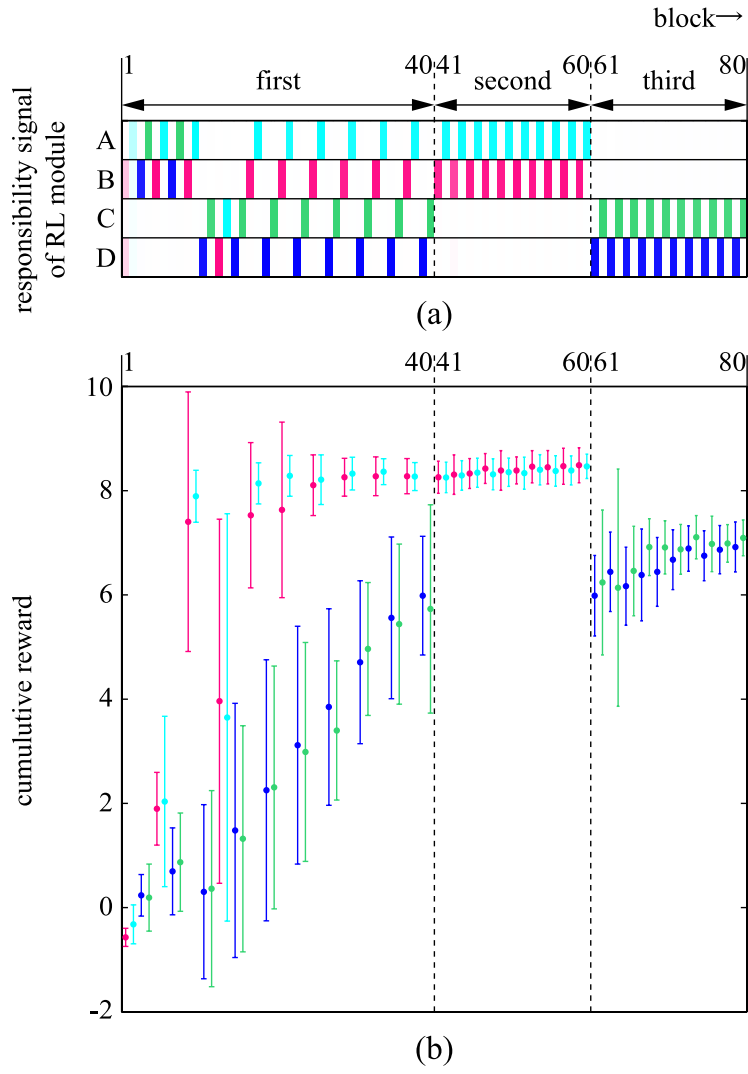 block→
1 40 41 60 61 80
first second third
responsibility signal
of RL module
A
B
C
D
(a)
1 40 41 60 61 80
cumulutive reward
10
8
6
4
2
0
-2
(b)